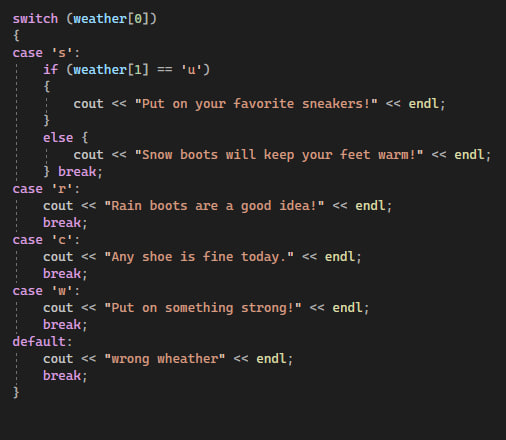 switch (weather[0])
{
case 's':
    if (weather[1] == 'u')
    {
        cout << "Put on your favorite sneakers!" << endl;
    }
    else {
        cout << "Snow boots will keep your feet warm!" << endl;
    } break;
case 'r':
    cout << "Rain boots are a good idea!" << endl;
    break;
case 'c':
    cout << "Any shoe is fine today." << endl;
    break;
case 'w':
    cout << "Put on something strong!" << endl;
    break;
default:
    cout << "wrong wheather" << endl;
    break;
}